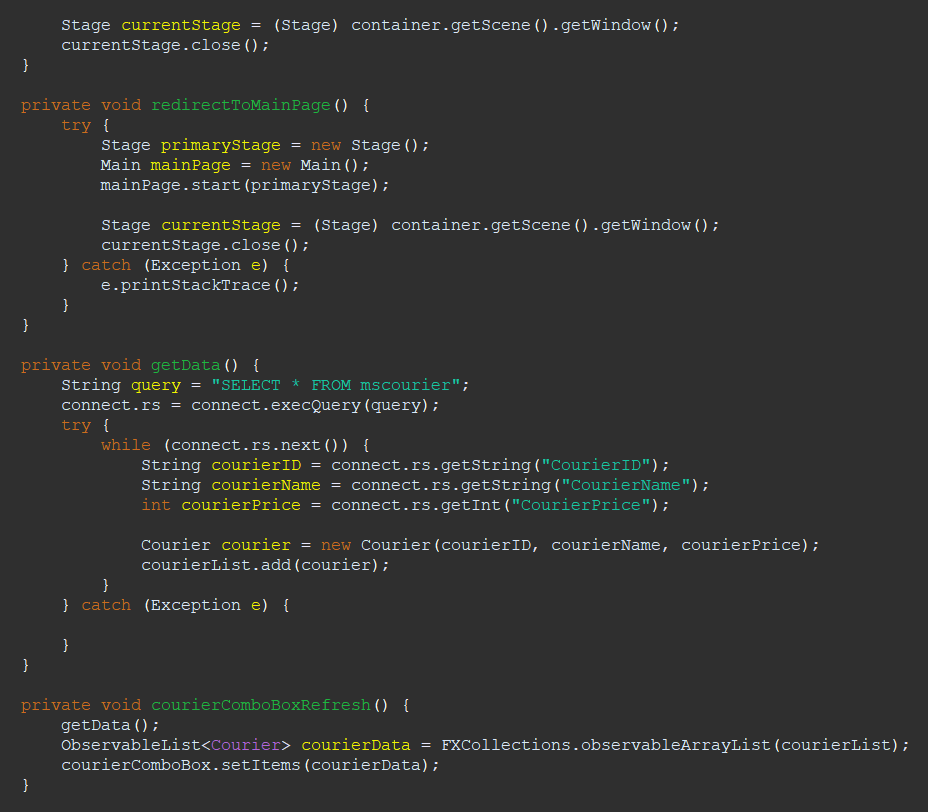 Stage currentStage = (Stage) container.getScene().getWindow();
    currentStage.close();
}

private void redirectToMainPage() {
    try {
        Stage primaryStage = new Stage();
        Main mainPage = new Main();
        mainPage.start(primaryStage);

        Stage currentStage = (Stage) container.getScene().getWindow();
        currentStage.close();
    } catch (Exception e) {
        e.printStackTrace();
    }
}

private void getData() {
    String query = "SELECT * FROM mscourier";
    connect.rs = connect.execQuery(query);
    try {
        while (connect.rs.next()) {
            String courierID = connect.rs.getString("CourierID");
            String courierName = connect.rs.getString("CourierName");
            int courierPrice = connect.rs.getInt("CourierPrice");

            Courier courier = new Courier(courierID, courierName, courierPrice);
            courierList.add(courier);
        }
    } catch (Exception e) {

    }
}

private void courierComboBoxRefresh() {
    getData();
    ObservableList<Courier> courierData = FXCollections.observableArrayList(courierList);
    courierComboBox.setItems(courierData);
}